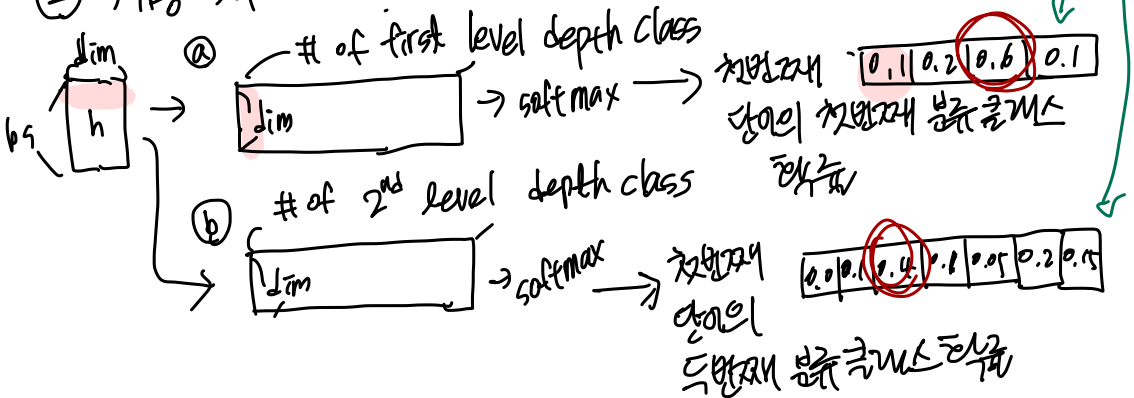 dim
ⓐ # of first level depth class
bs
h
dim
→ softmax →
첫번째
단어의 첫번째 분류 클래스
확률
0.1 0.2 0.6 0.1
ⓑ # of 2nd level depth class
dim
→ softmax →
첫번째
단어의
두번째 분류 클래스 확률
0.0 0.1 0.4 0.1 0.05 0.2 0.15